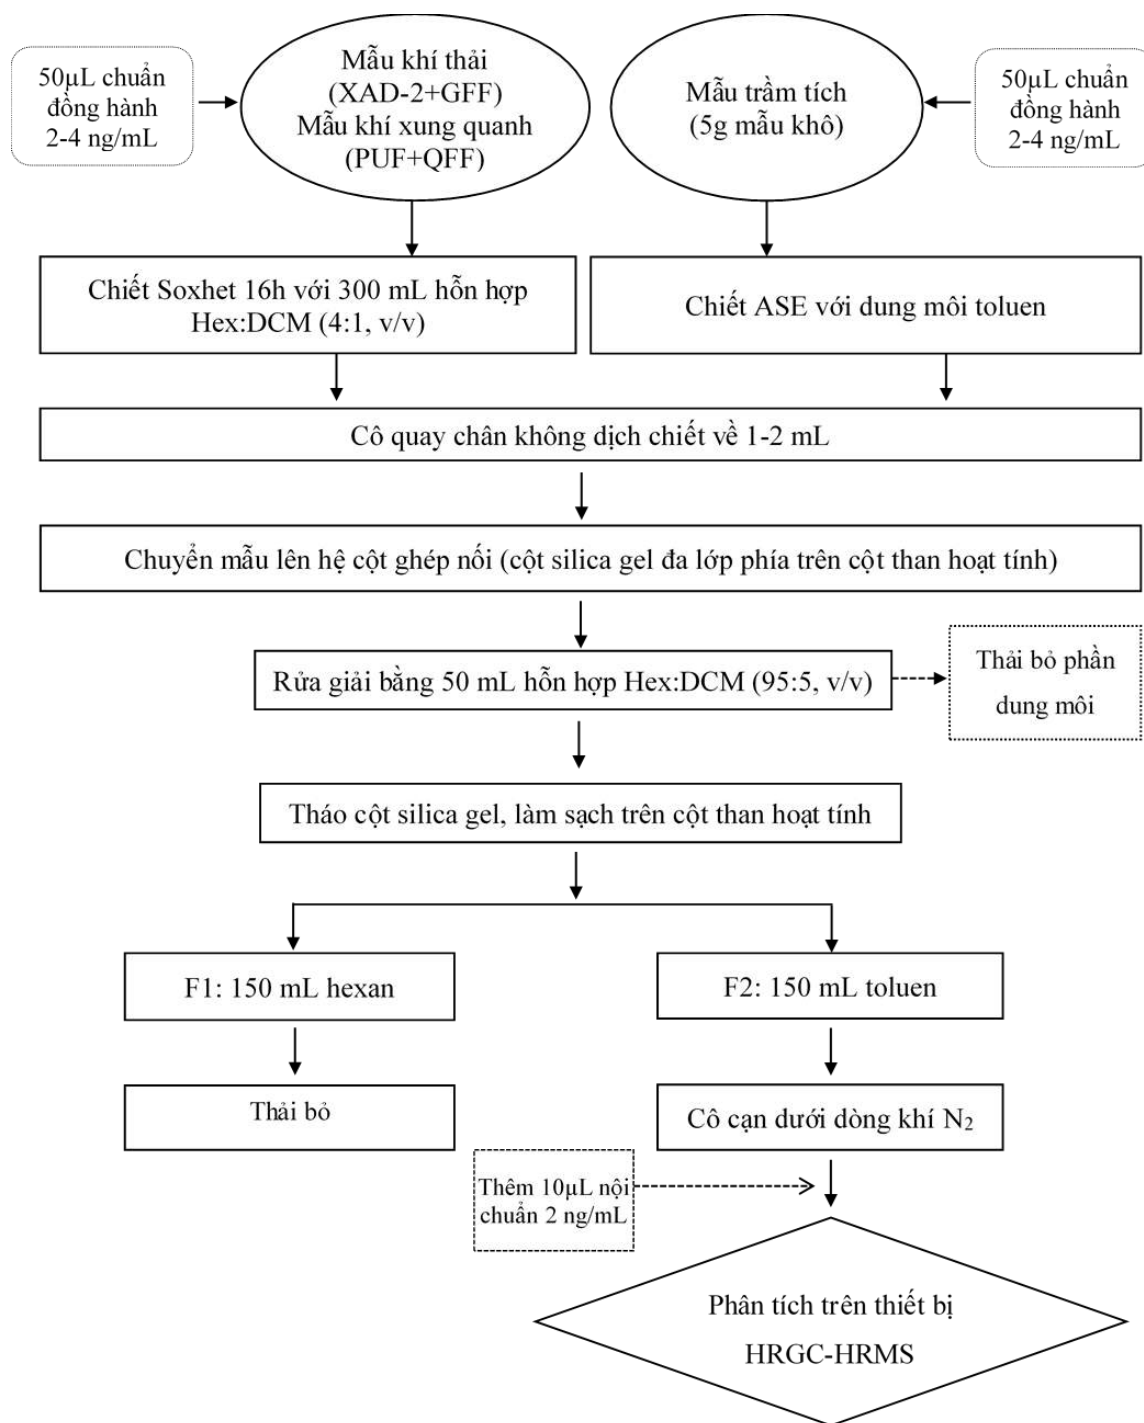 50µL chuẩn
đồng hành
2-4 ng/mL
Mẫu khí thải
(XAD-2+GFF)
Mẫu khí xung quanh
(PUF+QFF)
Mẫu trầm tích
(5g mẫu khô)
50µL chuẩn
đồng hành
2-4 ng/mL
Chiết Soxhet 16h với 300 mL hỗn hợp
Hex:DCM (4:1, v/v)
Chiết ASE với dung môi toluen
Cô quay chân không dịch chiết về 1-2 mL
Chuyển mẫu lên hệ cột ghép nối (cột silica gel đa lớp phía trên cột than hoạt tính)
Rửa giải bằng 50 mL hỗn hợp Hex:DCM (95:5, v/v)
Thải bỏ phần
dung môi
Tháo cột silica gel, làm sạch trên cột than hoạt tính
F1: 150 mL hexan
F2: 150 mL toluen
Thải bỏ
Cô cạn dưới dòng khí N₂
Thêm 10µL nội
chuẩn 2 ng/mL
Phân tích trên thiết bị
HRGC-HRMS